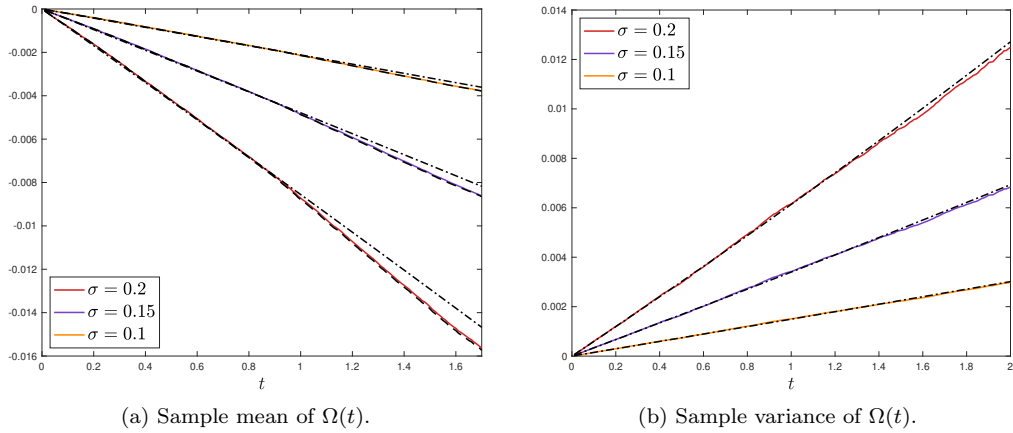 0
-0.002
-0.004
-0.006
-0.008
-0.01
-0.012
-0.014
-0.016
σ = 0.2
σ = 0.15
σ = 0.1
0 0.2 0.4 0.6 0.8 1 1.2 1.4 1.6
t
(a) Sample mean of Ω(t).
0.014
0.012
0.01
0.008
0.006
0.004
0.002
0
σ = 0.2
σ = 0.15
σ = 0.1
0 0.2 0.4 0.6 0.8 1 1.2 1.4 1.6 1.8 2
t
(b) Sample variance of Ω(t).